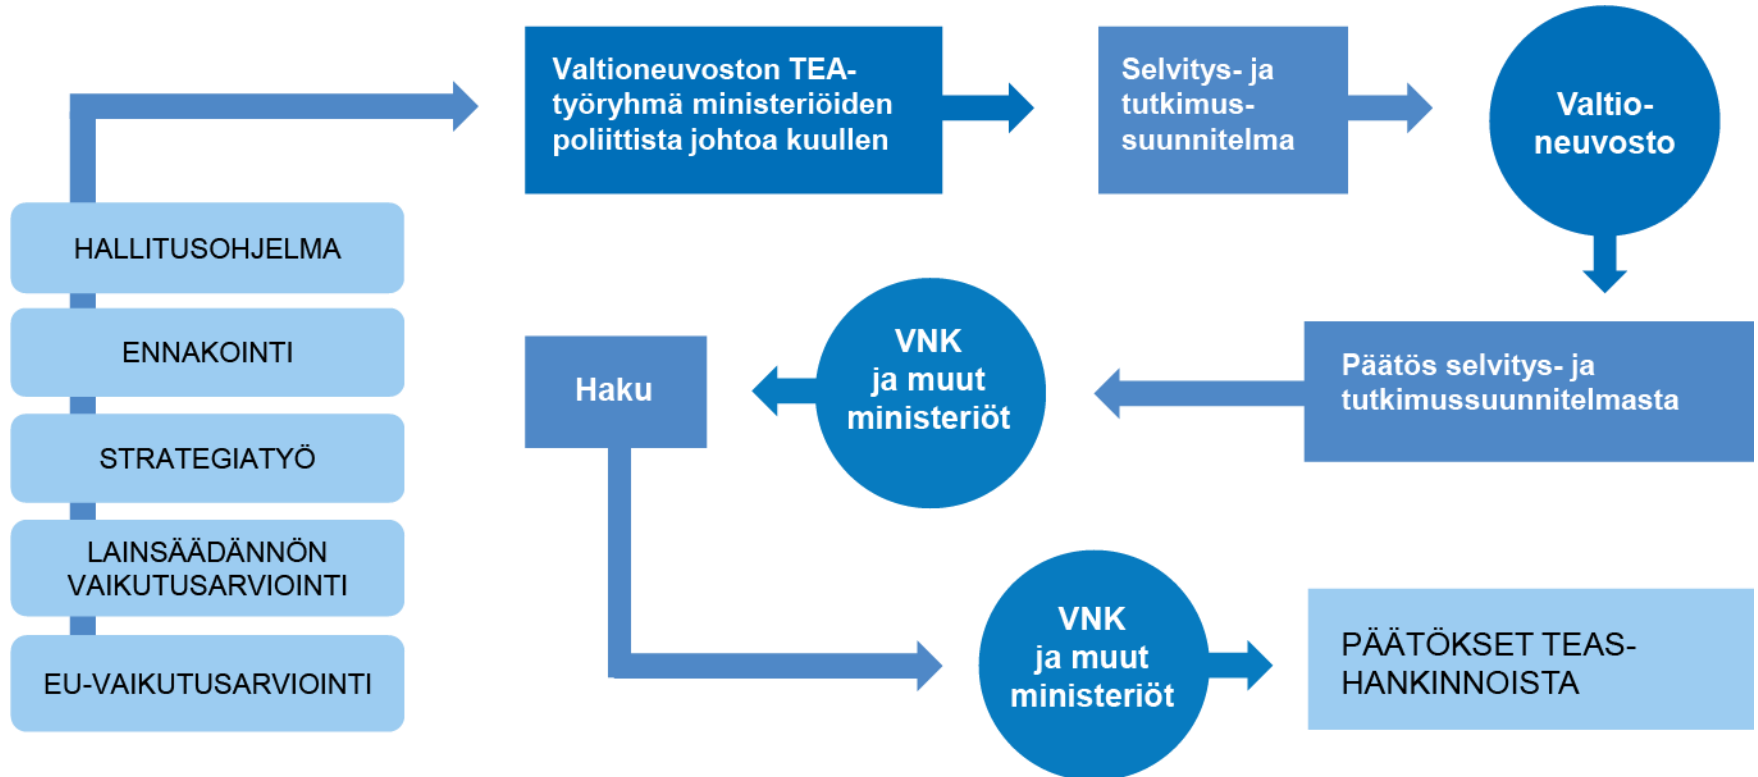 Valtioneuvoston TEA-
työryhmä ministeriöiden
poliittista johtoa kuullen
Selvitys- ja
tutkimus-
suunnitelma
Valtio-
neuvosto
HALLITUSOHJELMA
ENNAKOINTI
STRATEGIATYÖ
LAINSÄÄDÄNNÖN
VAIKUTUSARVIOINTI
EU-VAIKUTUSARVIOINTI
Päätös selvitys- ja
tutkimussuunnitelmasta
VNK
ja muut
ministeriöt
Haku
VNK
ja muut
ministeriöt
PÄÄTÖKSET TEAS-
HANKINNOISTA